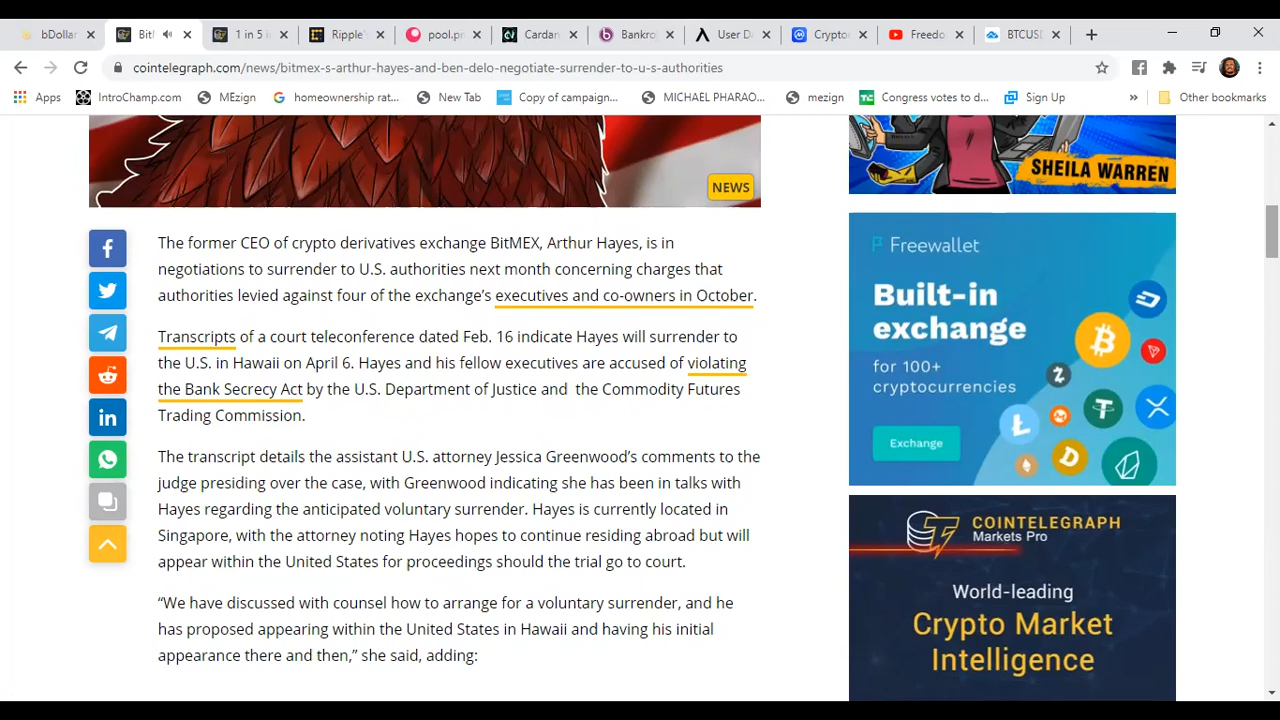 bDollar
Bit!
1 in 5 i
Ripple's
pool.pr
Cardan
Bankro
User Da
Crypto
Freedo
BTCUSD
cointelegraph.com/news/bitmex-s-arthur-hayes-and-ben-delo-negotiate-surrender-to-u-s-authorities
Apps
IntroChamp.com
MEzign
homeownership rat...
New Tab
Copy of campaign...
MICHAEL PHARAO...
mezign
Congress votes to d...
Sign Up
»
Other bookmarks
NEWS
SHEILA WARREN
The former CEO of crypto derivatives exchange BitMEX, Arthur Hayes, is in
negotiations to surrender to U.S. authorities next month concerning charges that
authorities levied against four of the exchange's executives and co-owners in October.
Transcripts of a court teleconference dated Feb. 16 indicate Hayes will surrender to
the U.S. in Hawaii on April 6. Hayes and his fellow executives are accused of violating
the Bank Secrecy Act by the U.S. Department of Justice and the Commodity Futures
Trading Commission.
The transcript details the assistant U.S. attorney Jessica Greenwood's comments to the
judge presiding over the case, with Greenwood indicating she has been in talks with
Hayes regarding the anticipated voluntary surrender. Hayes is currently located in
Singapore, with the attorney noting Hayes hopes to continue residing abroad but will
appear within the United States for proceedings should the trial go to court.
“We have discussed with counsel how to arrange for a voluntary surrender, and he
has proposed appearing within the United States in Hawaii and having his initial
appearance there and then,” she said, adding:
Freewallet
Built-in
exchange
for 100+
cryptocurrencies
Exchange
COINTELEGRAPH
Markets Pro
World-leading
Crypto Market
Intelligence